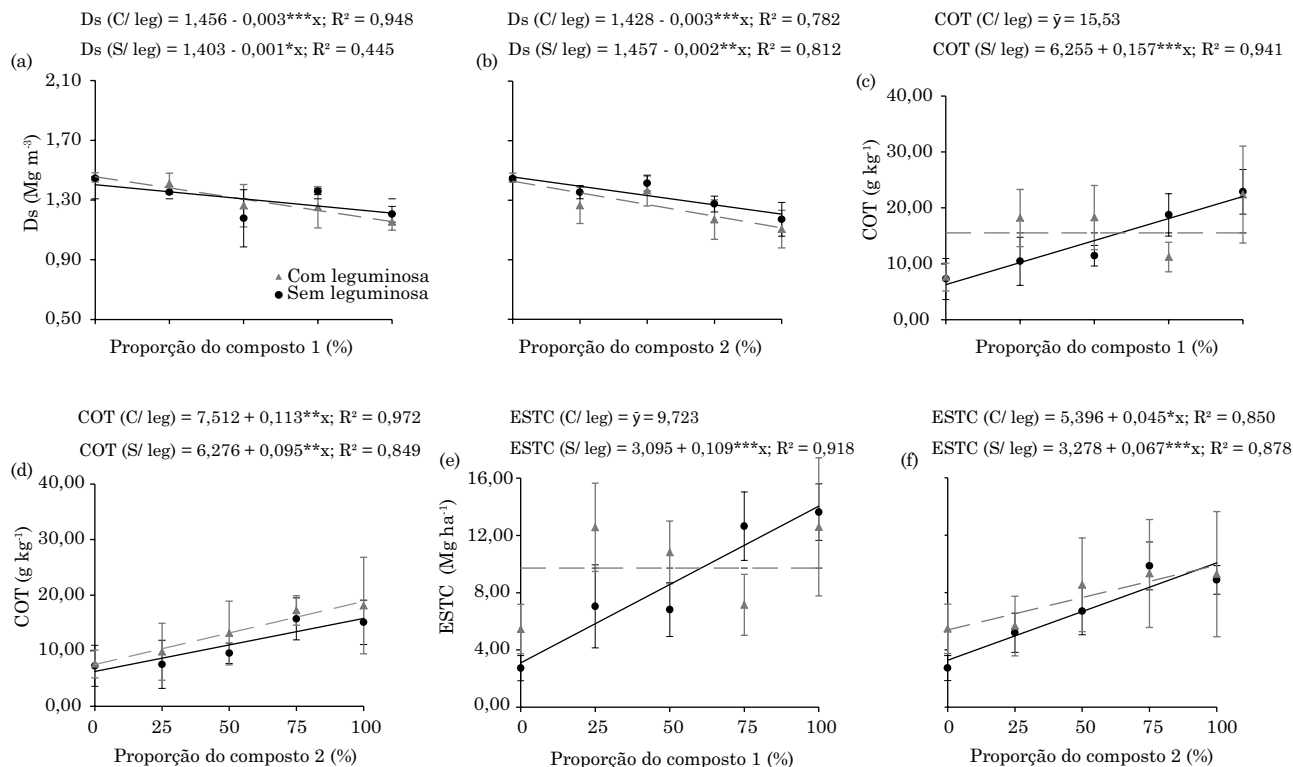 Ds (C/ leg) = 1,456 - 0,003***x; R² = 0,948
Ds (S/ leg) = 1,403 - 0,001*x; R² = 0,445
(a)
2,10
1,70
1,30
0,90
0,50
Ds (Mg m⁻³)
Com leguminosa
Sem leguminosa
Proporção do composto 1 (%)
Ds (C/ leg) = 1,428 - 0,003***x; R² = 0,782
Ds (S/ leg) = 1,457 - 0,002**x; R² = 0,812
(b)
Proporção do composto 2 (%)
COT (C/ leg) = ȳ = 15,53
COT (S/ leg) = 6,255 + 0,157***x; R² = 0,941
(c)
40,00
30,00
20,00
10,00
0,00
COT (g kg⁻¹)
Proporção do composto 1 (%)
COT (C/ leg) = 7,512 + 0,113**x; R² = 0,972
COT (S/ leg) = 6,276 + 0,095**x; R² = 0,849
(d)
40,00
30,00
20,00
10,00
0,00
COT (g kg⁻¹)
0 25 50 75 100
Proporção do composto 2 (%)
ESTC (C/ leg) = ȳ = 9,723
ESTC (S/ leg) = 3,095 + 0,109***x; R² = 0,918
(e)
16,00
12,00
8,00
4,00
0,00
ESTC (Mg ha⁻¹)
0 25 50 75 100
Proporção do composto 1 (%)
ESTC (C/ leg) = 5,396 + 0,045*x; R² = 0,850
ESTC (S/ leg) = 3,278 + 0,067***x; R² = 0,878
(f)
0 25 50 75 100
Proporção do composto 2 (%)